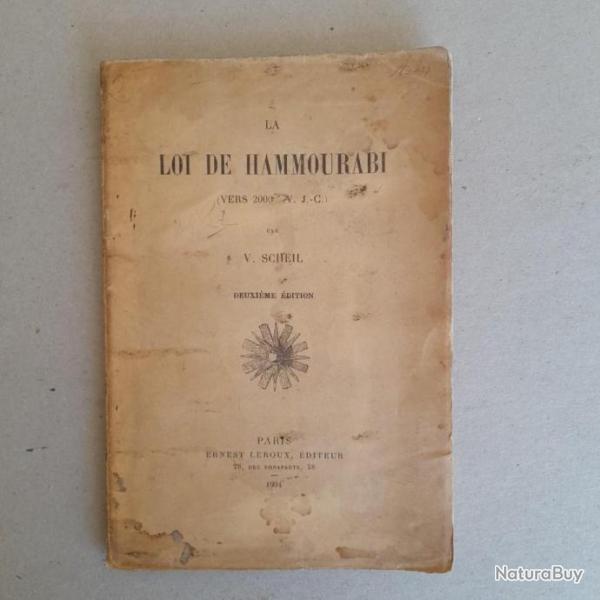 LA
LOI DE HAMMOURABI
(VERS 2000 AV. J.-C.)
PAR
V. SCHEIL
DEUXIÈME ÉDITION
PARIS
ERNEST LEROUX, ÉDITEUR
28, RUE BONAPARTE, 28
1904
NaturaBuy